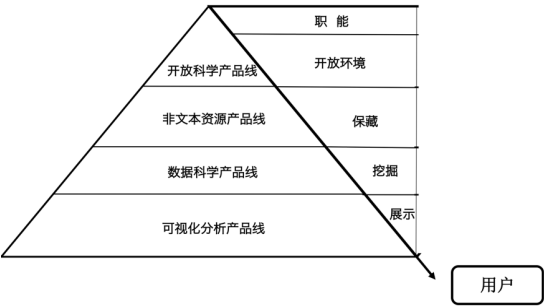 职 能
开放科学产品线
开放环境
非文本资源产品线
保藏
数据科学产品线
挖掘
可视化分析产品线
展示
用户